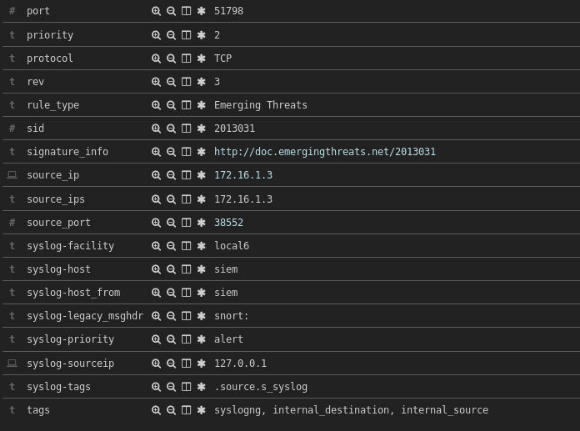 # port 51798
t priority 2
t protocol TCP
t rev 3
t rule_type Emerging Threats
# sid 2013031
t signature_info http://doc.emergingthreats.net/2013031
source_ip 172.16.1.3
t source_ips 172.16.1.3
# source_port 38552
t syslog-facility local6
t syslog-host siem
t syslog-host_from siem
t syslog-legacy_msghdr snort:
t syslog-priority alert
syslog-sourceip 127.0.0.1
t syslog-tags .source.s_syslog
t tags syslogng, internal_destination, internal_source